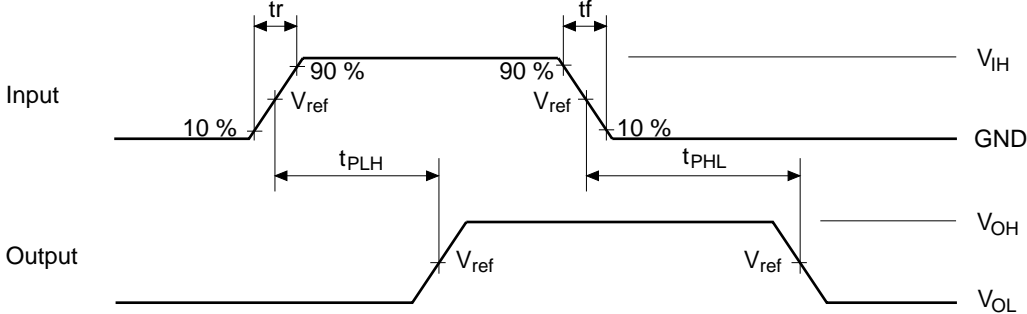 tr
tf
90 %
90 %
V_IH
Input
V_ref
V_ref
10 %
10 %
GND
t_PLH
t_PHL
V_OH
Output
V_ref
V_ref
V_OL